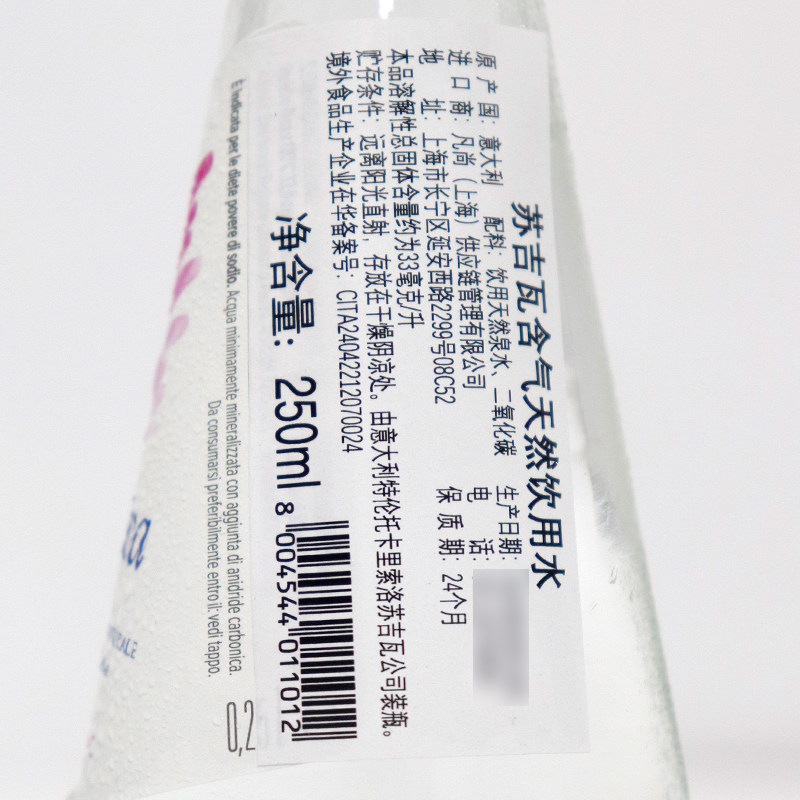 苏吉瓦含气天然饮用水
原产国：意大利 配料：饮用天然泉水、二氧化碳 生产日期：
进口商：凡尚（上海）供应链管理有限公司 电话：
地址：上海市长宁区延安西路2299号08C52 保质期：24个月
本品溶解性总固体含量约为33毫克/升
贮存条件：远离阳光直射，存放在干燥阴凉处。由意大利特伦托卡里索洛苏吉瓦公司装瓶。
境外食品生产企业在华备案号：CITA24042212070024
净含量：250ml
8 004544 011012
È indicata per le diete povere di sodio. Acqua minimamente mineralizzata con aggiunta di anidride carbonica.
Da consumarsi preferibilmente entro il: vedi tappo.
0,2